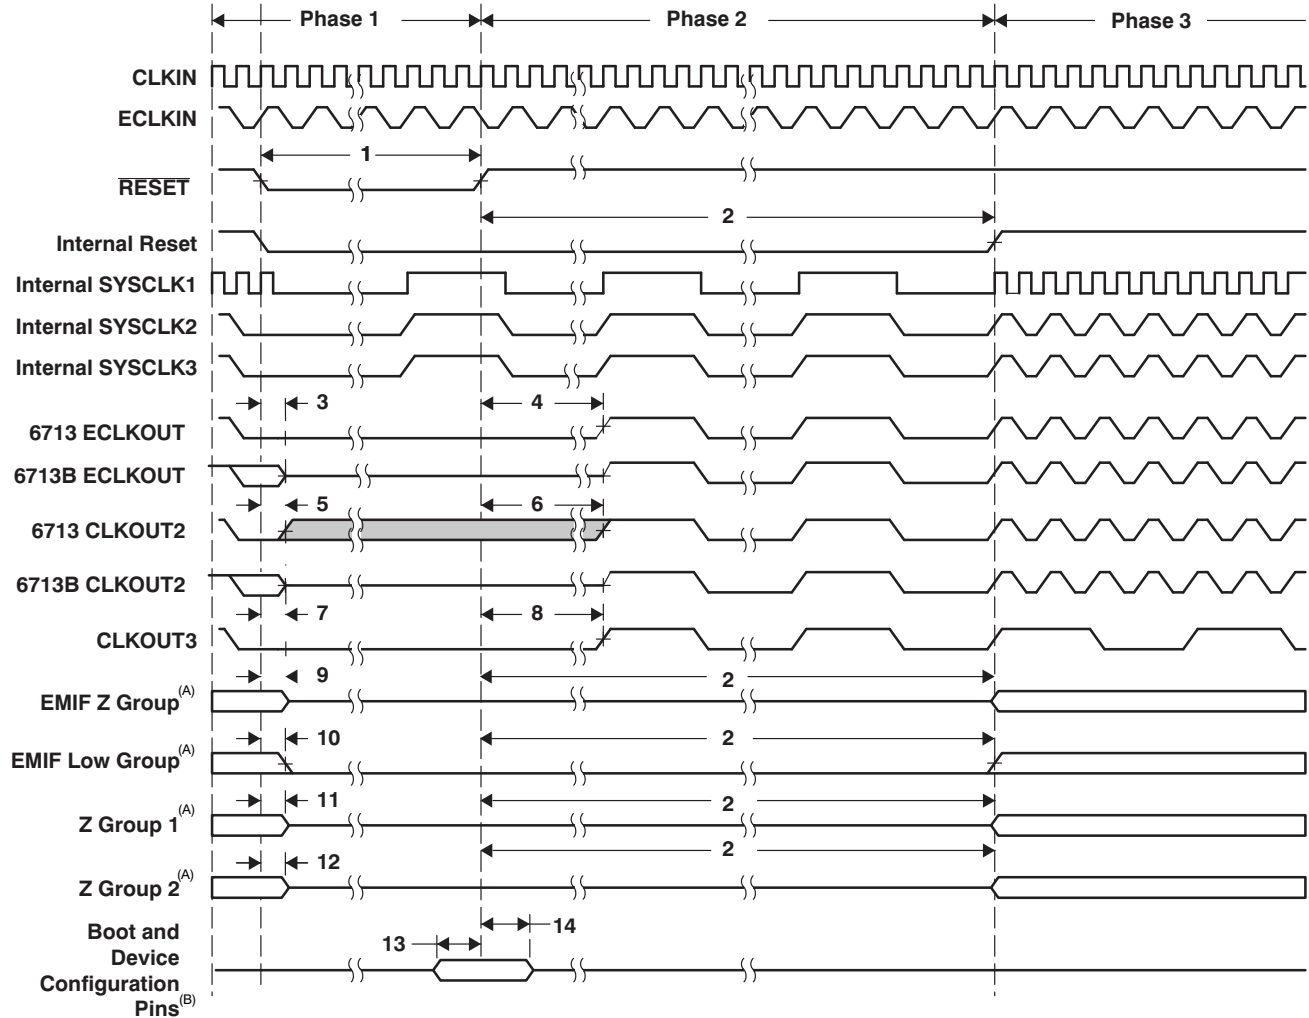 Phase 1 Phase 2 Phase 3
CLKIN
ECLKIN
1
RESET
2
Internal Reset
Internal SYSCLK1
Internal SYSCLK2
Internal SYSCLK3
3 4
6713 ECLKOUT
6713B ECLKOUT
5 6
6713 CLKOUT2
6713B CLKOUT2
7 8
CLKOUT3
9 2
EMIF Z Group(A)
10 2
EMIF Low Group(A)
11 2
Z Group 1(A)
12 2
Z Group 2(A)
14
13
Boot and
Device
Configuration
Pins(B)